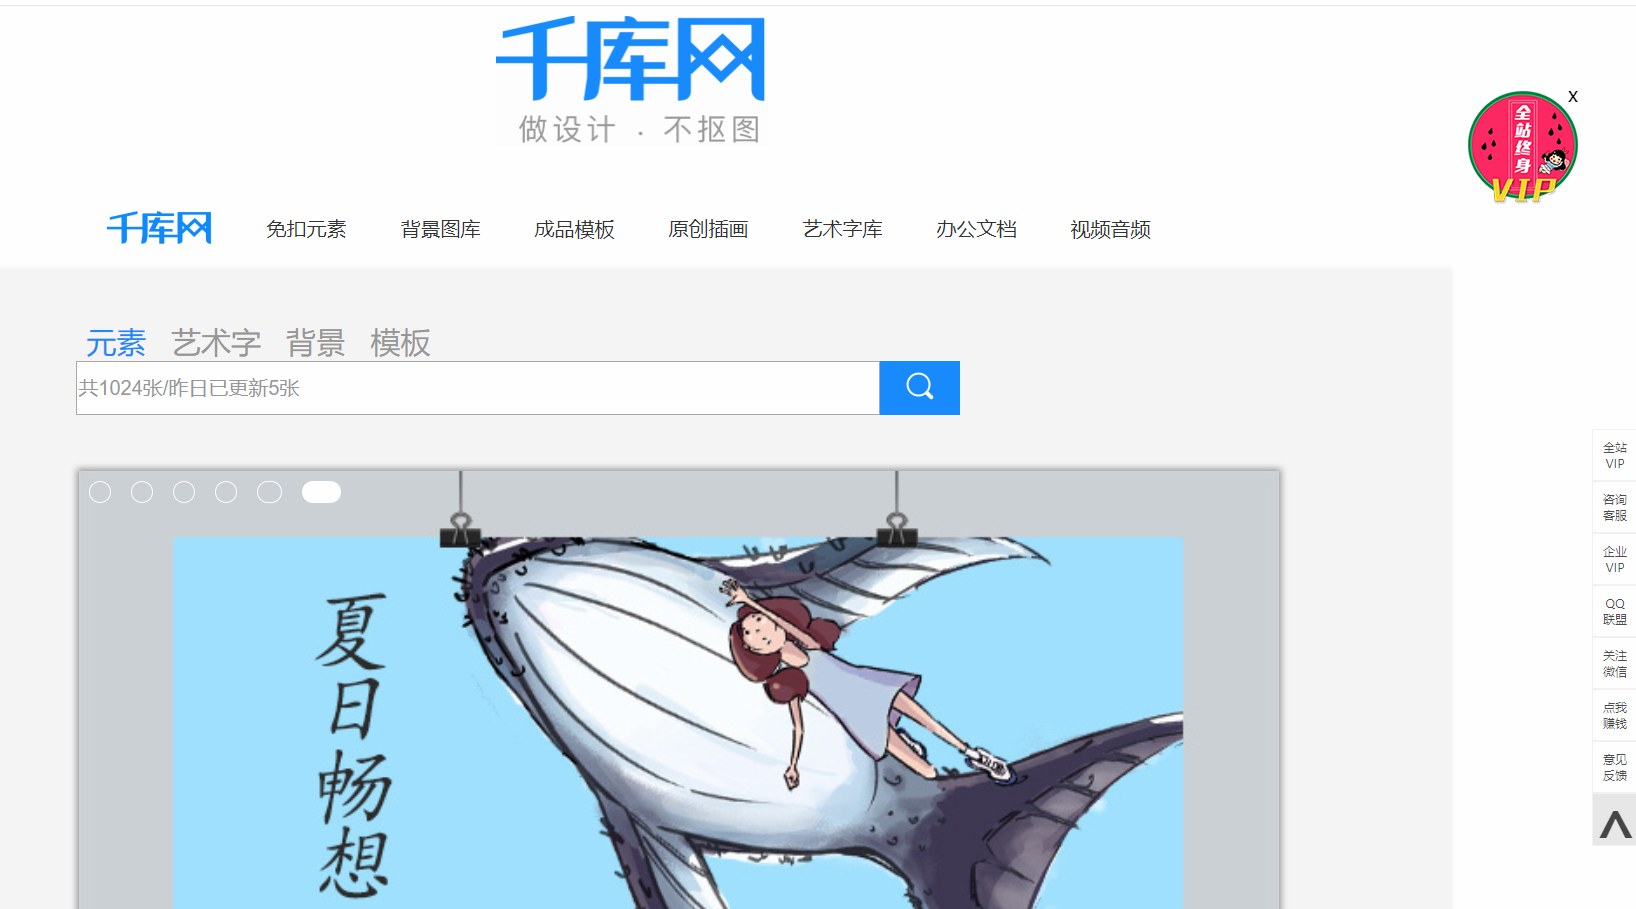 千库网
做设计 · 不抠图
X
全站终身
VIP
千库网 免扣元素 背景图库 成品模板 原创插画 艺术字库 办公文档 视频音频
元素 艺术字 背景 模板
共1024张/昨日已更新5张
夏日畅想
全站
VIP
咨询
客服
企业
VIP
QQ
联盟
关注
微信
点我
赚钱
意见
反馈